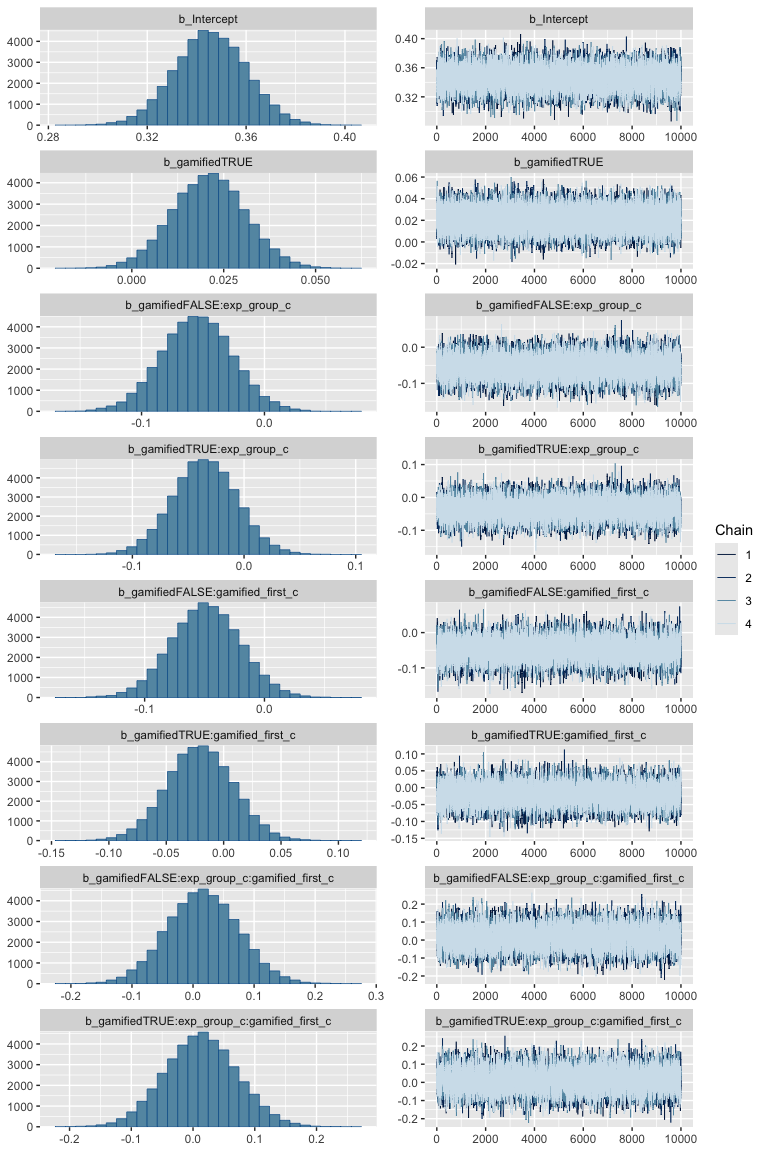 b_Intercept
4000
3000
2000
1000
0
0.28 0.32 0.36 0.40
b_Intercept
0.40
0.36
0.32
0 2000 4000 6000 8000 10000
b_gamifiedTRUE
4000
3000
2000
1000
0
0.000 0.025 0.050
b_gamifiedTRUE
0.06
0.04
0.02
0.00
-0.02
0 2000 4000 6000 8000 10000
b_gamifiedFALSE:exp_group_c
4000
3000
2000
1000
0
-0.1 0.0
b_gamifiedFALSE:exp_group_c
0.0
-0.1
0 2000 4000 6000 8000 10000
b_gamifiedTRUE:exp_group_c
5000
4000
3000
2000
1000
0
-0.1 0.0 0.1
b_gamifiedTRUE:exp_group_c
0.1
0.0
-0.1
0 2000 4000 6000 8000 10000
b_gamifiedFALSE:gamified_first_c
4000
3000
2000
1000
0
-0.1 0.0
b_gamifiedFALSE:gamified_first_c
0.0
-0.1
0 2000 4000 6000 8000 10000
b_gamifiedTRUE:gamified_first_c
4000
3000
2000
1000
0
-0.15 -0.10 -0.05 0.00 0.05 0.10
b_gamifiedTRUE:gamified_first_c
0.10
0.05
0.00
-0.05
-0.10
-0.15
0 2000 4000 6000 8000 10000
b_gamifiedFALSE:exp_group_c:gamified_first_c
4000
3000
2000
1000
0
-0.2 -0.1 0.0 0.1 0.2 0.3
b_gamifiedFALSE:exp_group_c:gamified_first_c
0.2
0.1
0.0
-0.1
-0.2
0 2000 4000 6000 8000 10000
b_gamifiedTRUE:exp_group_c:gamified_first_c
4000
3000
2000
1000
0
-0.2 -0.1 0.0 0.1 0.2
b_gamifiedTRUE:exp_group_c:gamified_first_c
0.2
0.1
0.0
-0.1
-0.2
0 2000 4000 6000 8000 10000
Chain
1
2
3
4